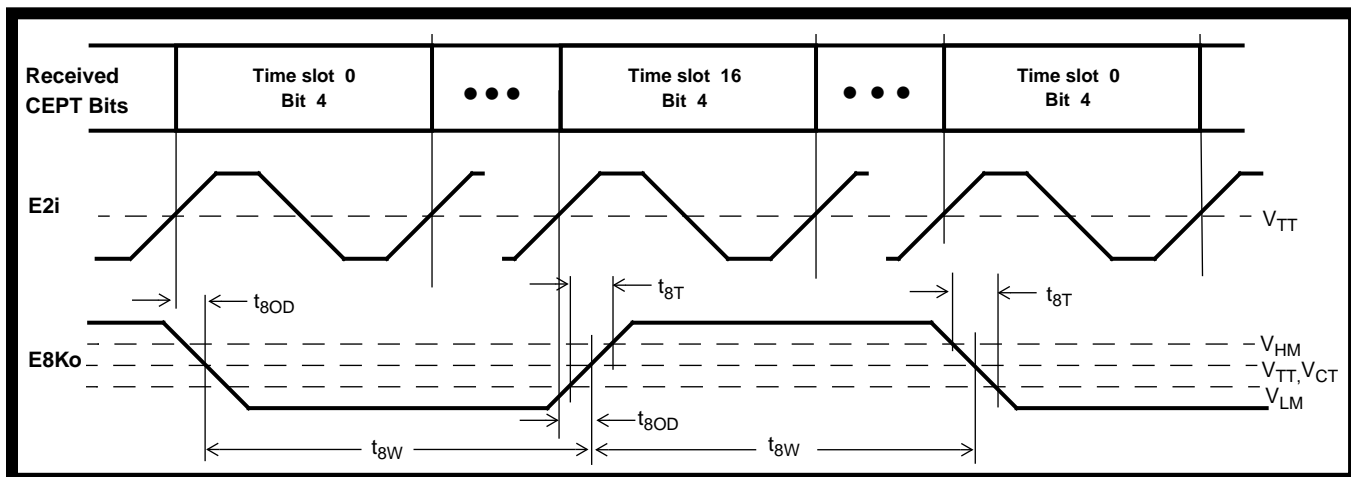 Received
CEPT Bits
Time slot 0
Bit 4
•••
Time slot 16
Bit 4
•••
Time slot 0
Bit 4
E2i
VTT
t8OD
t8T
t8T
E8Ko
VHM
VTT,VCT
VLM
t8OD
t8W
t8W